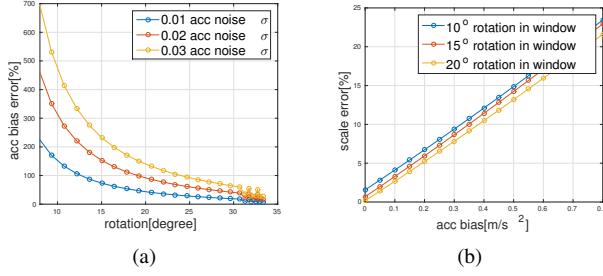 700
600
500
400
300
200
100
0
acc bias error[%]
0.01 acc noise σ
0.02 acc noise σ
0.03 acc noise σ
10 15 20 25 30 35
rotation[degree]
(a)
25
20
15
10
5
0
scale error[%]
10° rotation in window
15° rotation in window
20° rotation in window
0 0.1 0.2 0.3 0.4 0.5 0.6 0.7 0.8
acc bias[m/s ²]
(b)